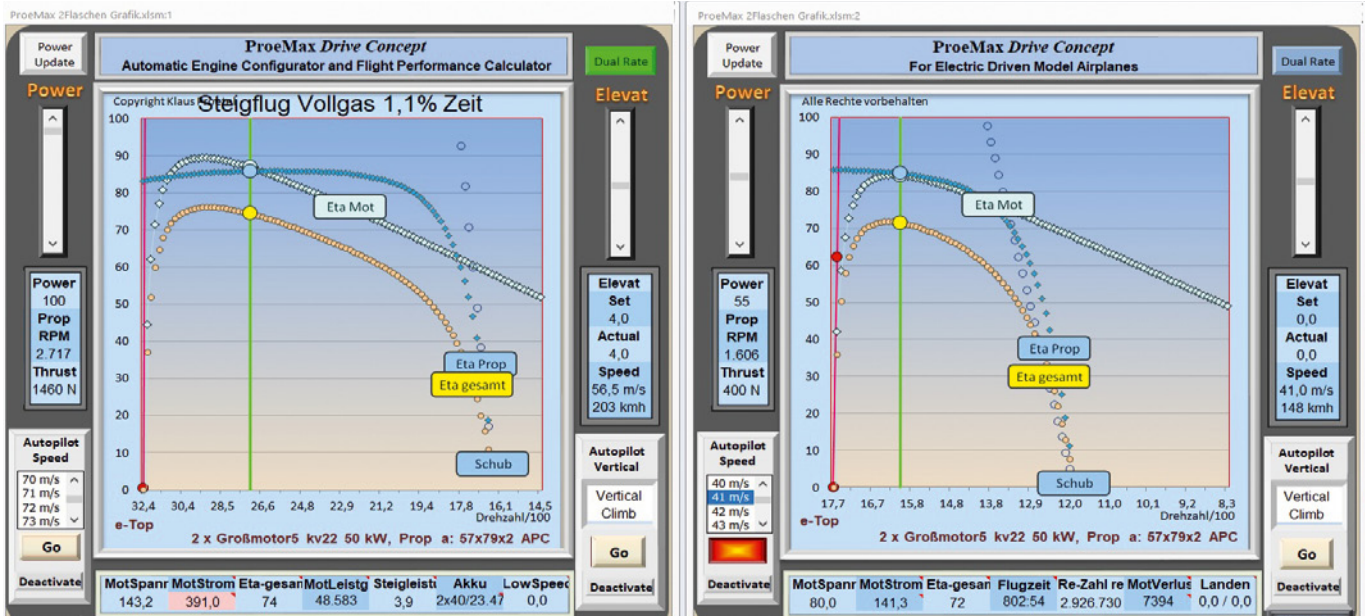 ProeMax 2Flaschen Grafik.xlsm:1
Power Update
ProeMax Drive Concept
Automatic Engine Configurator and Flight Performance Calculator
Dual Rate
Power
Elevat
Copyright Klaus
Steigflug Vollgas 1,1% Zeit
100
90
80
70
60
50
40
30
20
10
0
Eta Mot
Eta Prop
Eta gesamt
Schub
32,4 30,4 28,5 26,6 24,8 22,9 21,2 19,4 17,8 16,1 14,5
Drehzahl/100
e-Top
2 x Großmotor5 kv22 50 kW, Prop a: 57x79x2 APC
Power
100
Prop
RPM
2.717
Thrust
1460 N
Elevat
Set
4,0
Actual
4,0
Speed
56,5 m/s
203 kmh
Autopilot
Speed
70 m/s
71 m/s
72 m/s
73 m/s
Go
Deactivate
Autopilot
Vertical
Vertical
Climb
Go
Deactivate
MotSpanr MotStrom Eta-gesar MotLeistg Steigleist Akku LowSpeed
143,2 391,0 74 48.583 3,9 2x40/23.47 0,0
ProeMax 2Flaschen Grafik.xlsm:2
Power Update
ProeMax Drive Concept
For Electric Driven Model Airplanes
Dual Rate
Power
Elevat
Alle Rechte vorbehalten
100
90
80
70
60
50
40
30
20
10
0
Eta Mot
Eta Prop
Eta gesamt
Schub
17,7 16,7 15,7 14,8 13,8 12,9 12,0 11,0 10,1 9,2 8,3
Drehzahl/100
e-Top
2 x Großmotor5 kv22 50 kW, Prop a: 57x79x2 APC
Power
55
Prop
RPM
1.606
Thrust
400 N
Elevat
Set
0,0
Actual
0,0
Speed
41,0 m/s
148 kmh
Autopilot
Speed
40 m/s
41 m/s
42 m/s
43 m/s
Deactivate
Autopilot
Vertical
Vertical
Climb
Go
Deactivate
MotSpanr MotStrom Eta-gesam Flugzeit Re-Zahl re MotVerlus Landen
80,0 141,3 72 802:54 2.926.730 7394 0,0 / 0,0